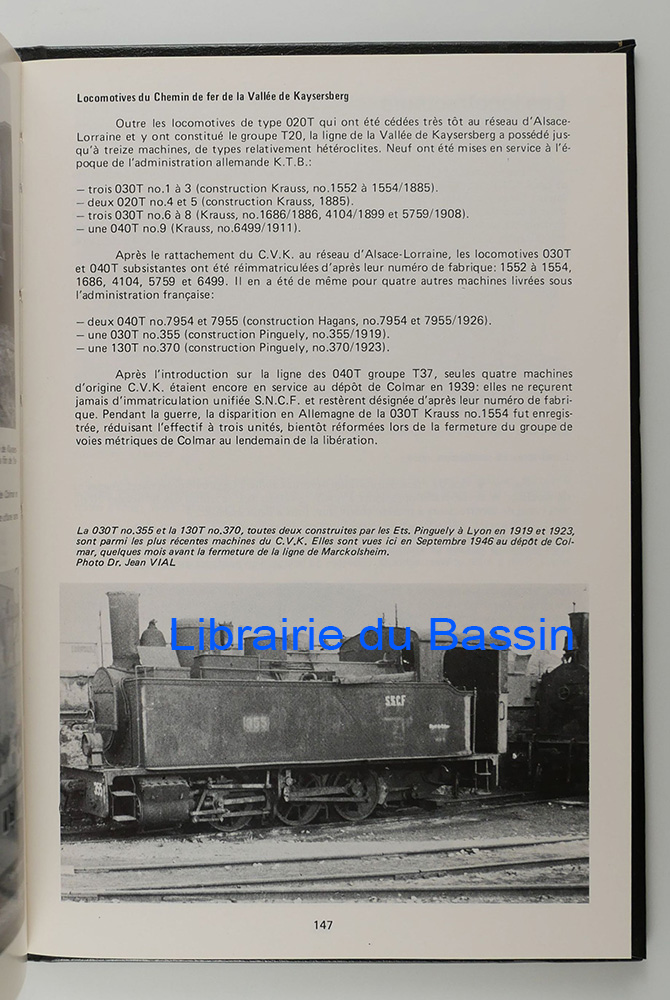 Locomotives du Chemin de fer de la Vallée de Kaysersberg
Outre les locomotives de type 020T qui ont été cédées très tôt au réseau d'Alsace-
Lorraine et y ont constitué le groupe T20, la ligne de la Vallée de Kaysersberg a possédé jus-
qu'à treize machines, de types relativement hétéroclites. Neuf ont été mises en service à l'é-
poque de l'administration allemande K.T.B.:
— trois 030T no.1 à 3 (construction Krauss, no.1552 à 1554/1885).
— deux 020T no.4 et 5 (construction Krauss, 1885).
— trois 030T no.6 à 8 (Krauss, no.1686/1886, 4104/1899 et 5759/1908).
— une 040T no.9 (Krauss, no.6499/1911).
Après le rattachement du C.V.K. au réseau d'Alsace-Lorraine, les locomotives 030T
et 040T subsistantes ont été réimmatriculées d'après leur numéro de fabrique: 1552 à 1554,
1686, 4104, 5759 et 6499. Il en a été de même pour quatre autres machines livrées sous
l'administration française:
— deux 040T no.7954 et 7955 (construction Hagans, no.7954 et 7955/1926).
— une 030T no.355 (construction Pinguely, no.355/1919).
— une 130T no.370 (construction Pinguely, no.370/1923).
Après l'introduction sur la ligne des 040T groupe T37, seules quatre machines
d'origine C.V.K. étaient encore en service au dépôt de Colmar en 1939: elles ne reçurent
jamais d'immatriculation unifiée S.N.C.F. et restèrent désignée d'après leur numéro de fabri-
que. Pendant la guerre, la disparition en Allemagne de la 030T Krauss no.1554 fut enregis-
trée, réduisant l'effectif à trois unités, bientôt réformées lors de la fermeture du groupe de
voies métriques de Colmar au lendemain de la libération.
La 030T no.355 et la 130T no.370, toutes deux construites par les Ets. Pinguely à Lyon en 1919 et 1923,
sont parmi les plus récentes machines du C.V.K. Elles sont vues ici en Septembre 1946 au dépôt de Col-
mar, quelques mois avant la fermeture de la ligne de Marckolsheim.
Photo Dr. Jean VIAL
Librairie du Bassin
355
147